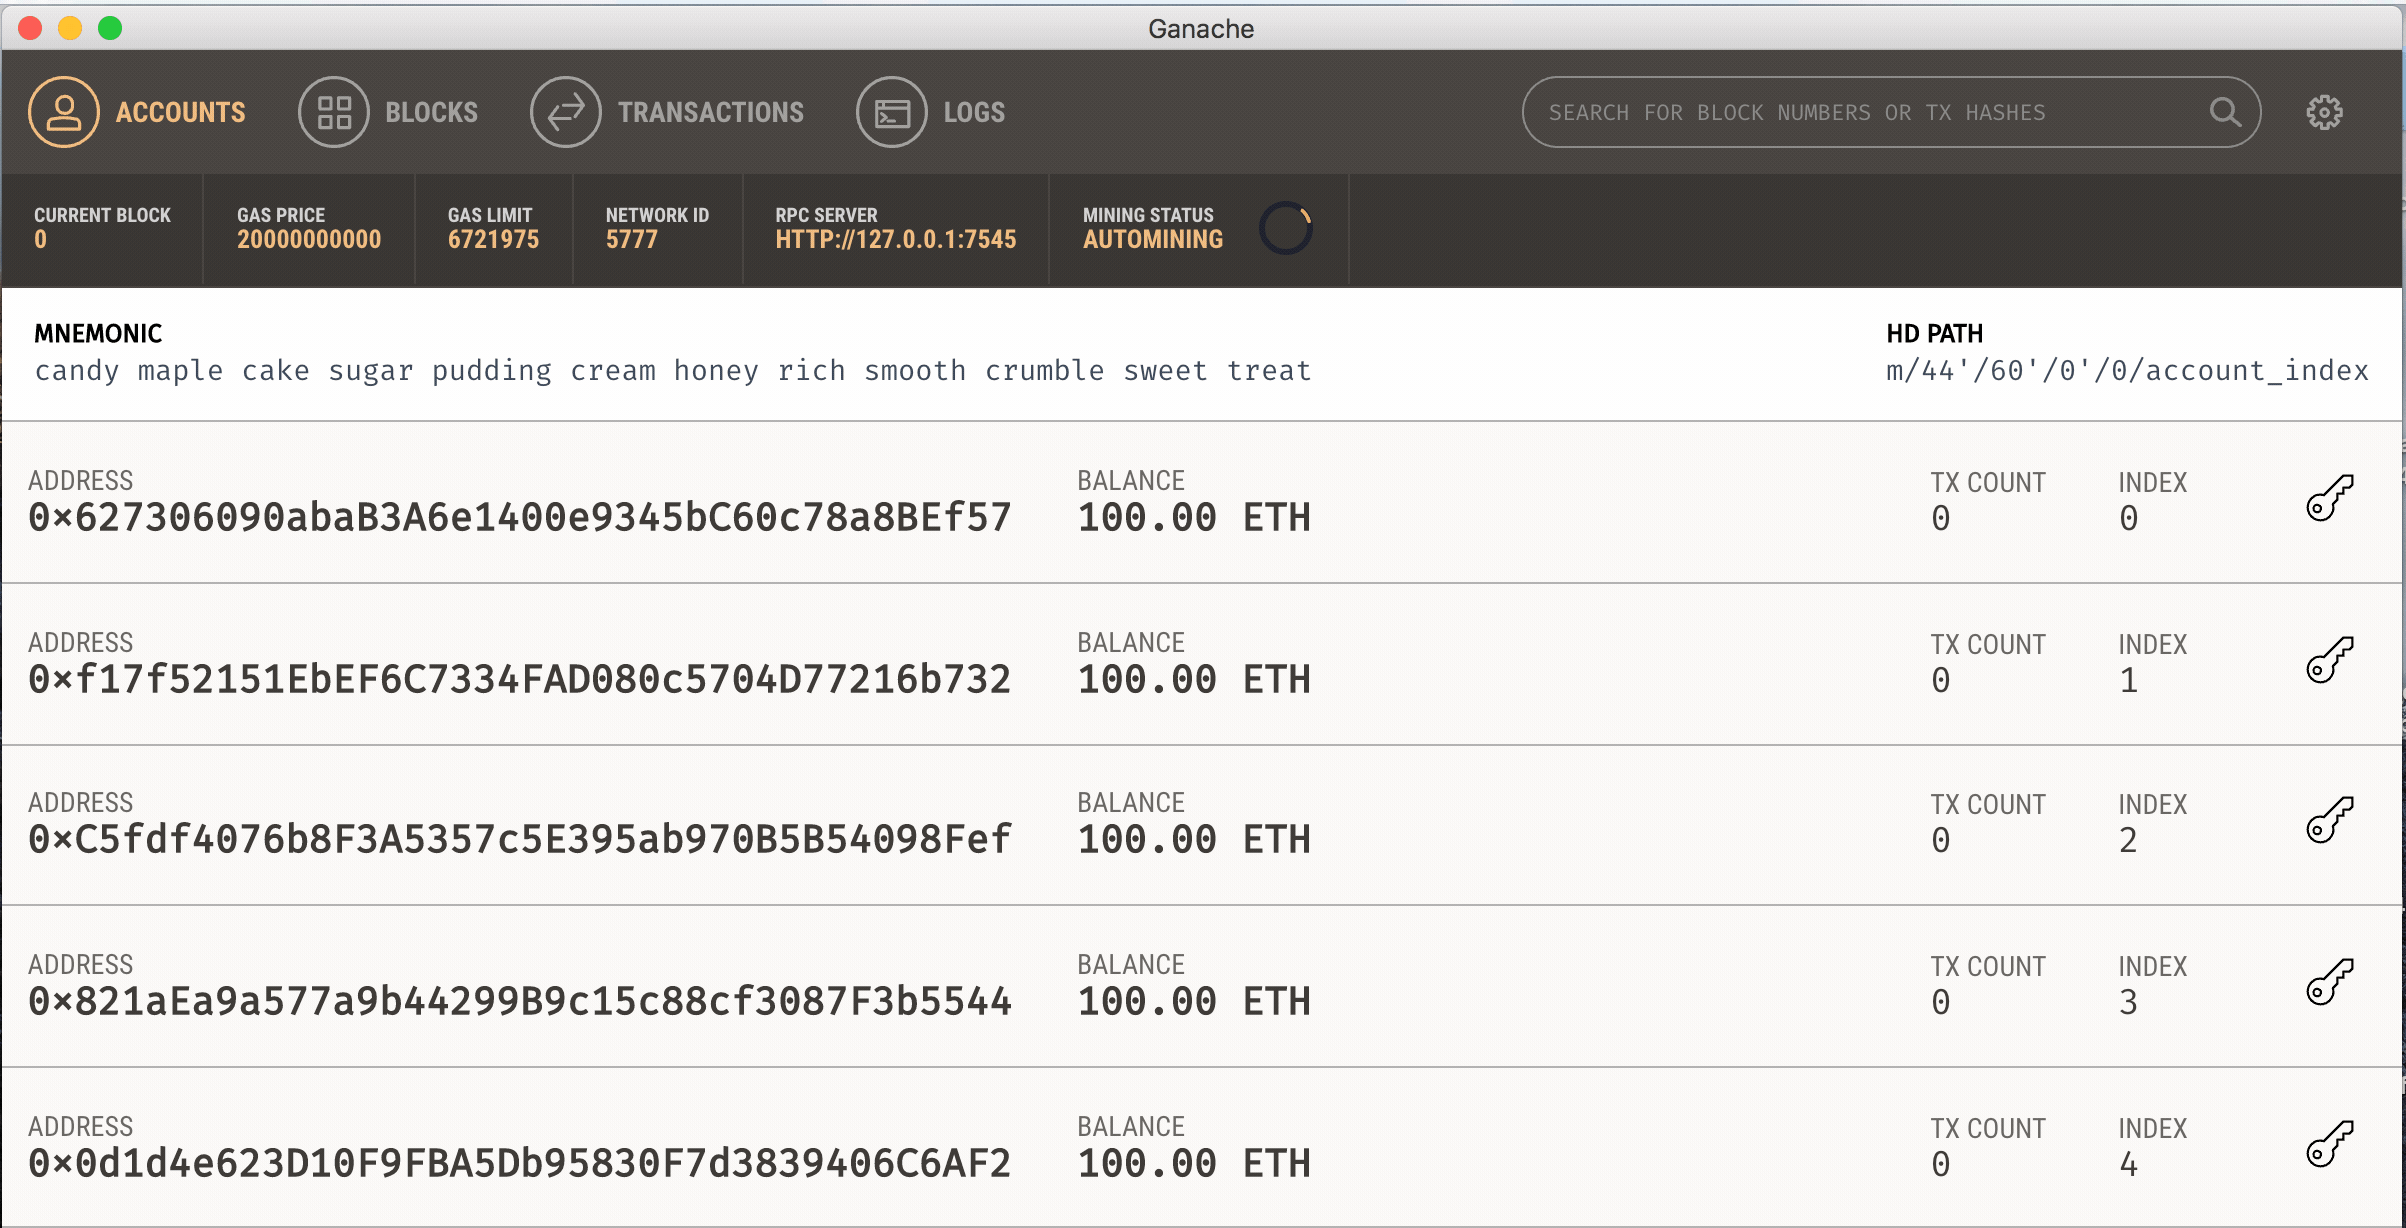 Ganache
ACCOUNTS BLOCKS TRANSACTIONS LOGS SEARCH FOR BLOCK NUMBERS OR TX HASHES
CURRENT BLOCK GAS PRICE GAS LIMIT NETWORK ID RPC SERVER MINING STATUS
0 20000000000 6721975 5777 HTTP://127.0.0.1:7545 AUTOMINING
MNEMONIC HD PATH
candy maple cake sugar pudding cream honey rich smooth crumble sweet treat m/44'/60'/0'/0/account_index
ADDRESS BALANCE TX COUNT INDEX
0×627306090abaB3A6e1400e9345bC60c78a8BEf57 100.00 ETH 0 0
ADDRESS BALANCE TX COUNT INDEX
0×f17f52151EbEF6C7334FAD080c5704D77216b732 100.00 ETH 0 1
ADDRESS BALANCE TX COUNT INDEX
0×C5fdf4076b8F3A5357c5E395ab970B5B54098Fef 100.00 ETH 0 2
ADDRESS BALANCE TX COUNT INDEX
0×821aEa9a577a9b44299B9c15c88cf3087F3b5544 100.00 ETH 0 3
ADDRESS BALANCE TX COUNT INDEX
0×0d1d4e623D10F9FBA5Db95830F7d3839406C6AF2 100.00 ETH 0 4